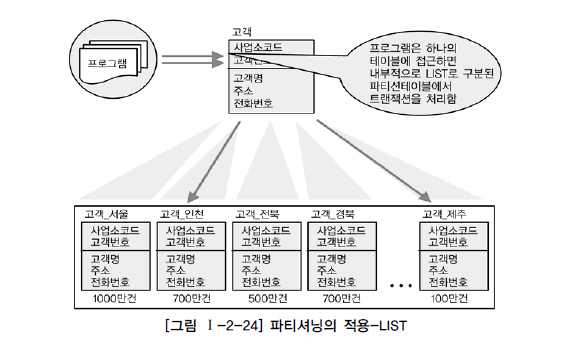 고객
프로그램
사업소코드
고객번호
고객명
주소
전화번호
프로그램은 하나의
테이블에 접근하면
내부적으로 LIST로 구분된
파티션테이블에서
트랜잭션을 처리함
고객_서울
사업소코드
고객번호
고객명
주소
전화번호
1000만건
고객_인천
사업소코드
고객번호
고객명
주소
전화번호
700만건
고객_전북
사업소코드
고객번호
고객명
주소
전화번호
500만건
고객_경북
사업소코드
고객번호
고객명
주소
전화번호
700만건
...
고객_제주
사업소코드
고객번호
고객명
주소
전화번호
100만건
[그림 Ⅰ-2-24] 파티셔닝의 적용-LIST